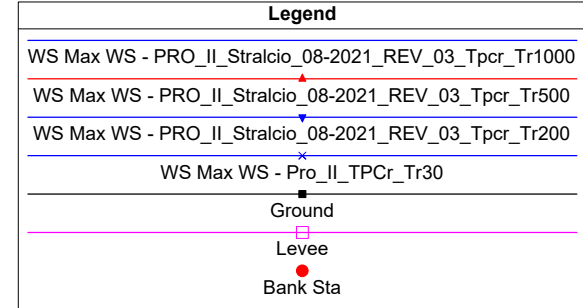 Legend
WS Max WS - PRO_II_Stralcio_08-2021_REV_03_Tpcr_Tr1000
WS Max WS - PRO_II_Stralcio_08-2021_REV_03_Tpcr_Tr500
WS Max WS - PRO_II_Stralcio_08-2021_REV_03_Tpcr_Tr200
WS Max WS - Pro_II_TPCr_Tr30
Ground
Levee
Bank Sta